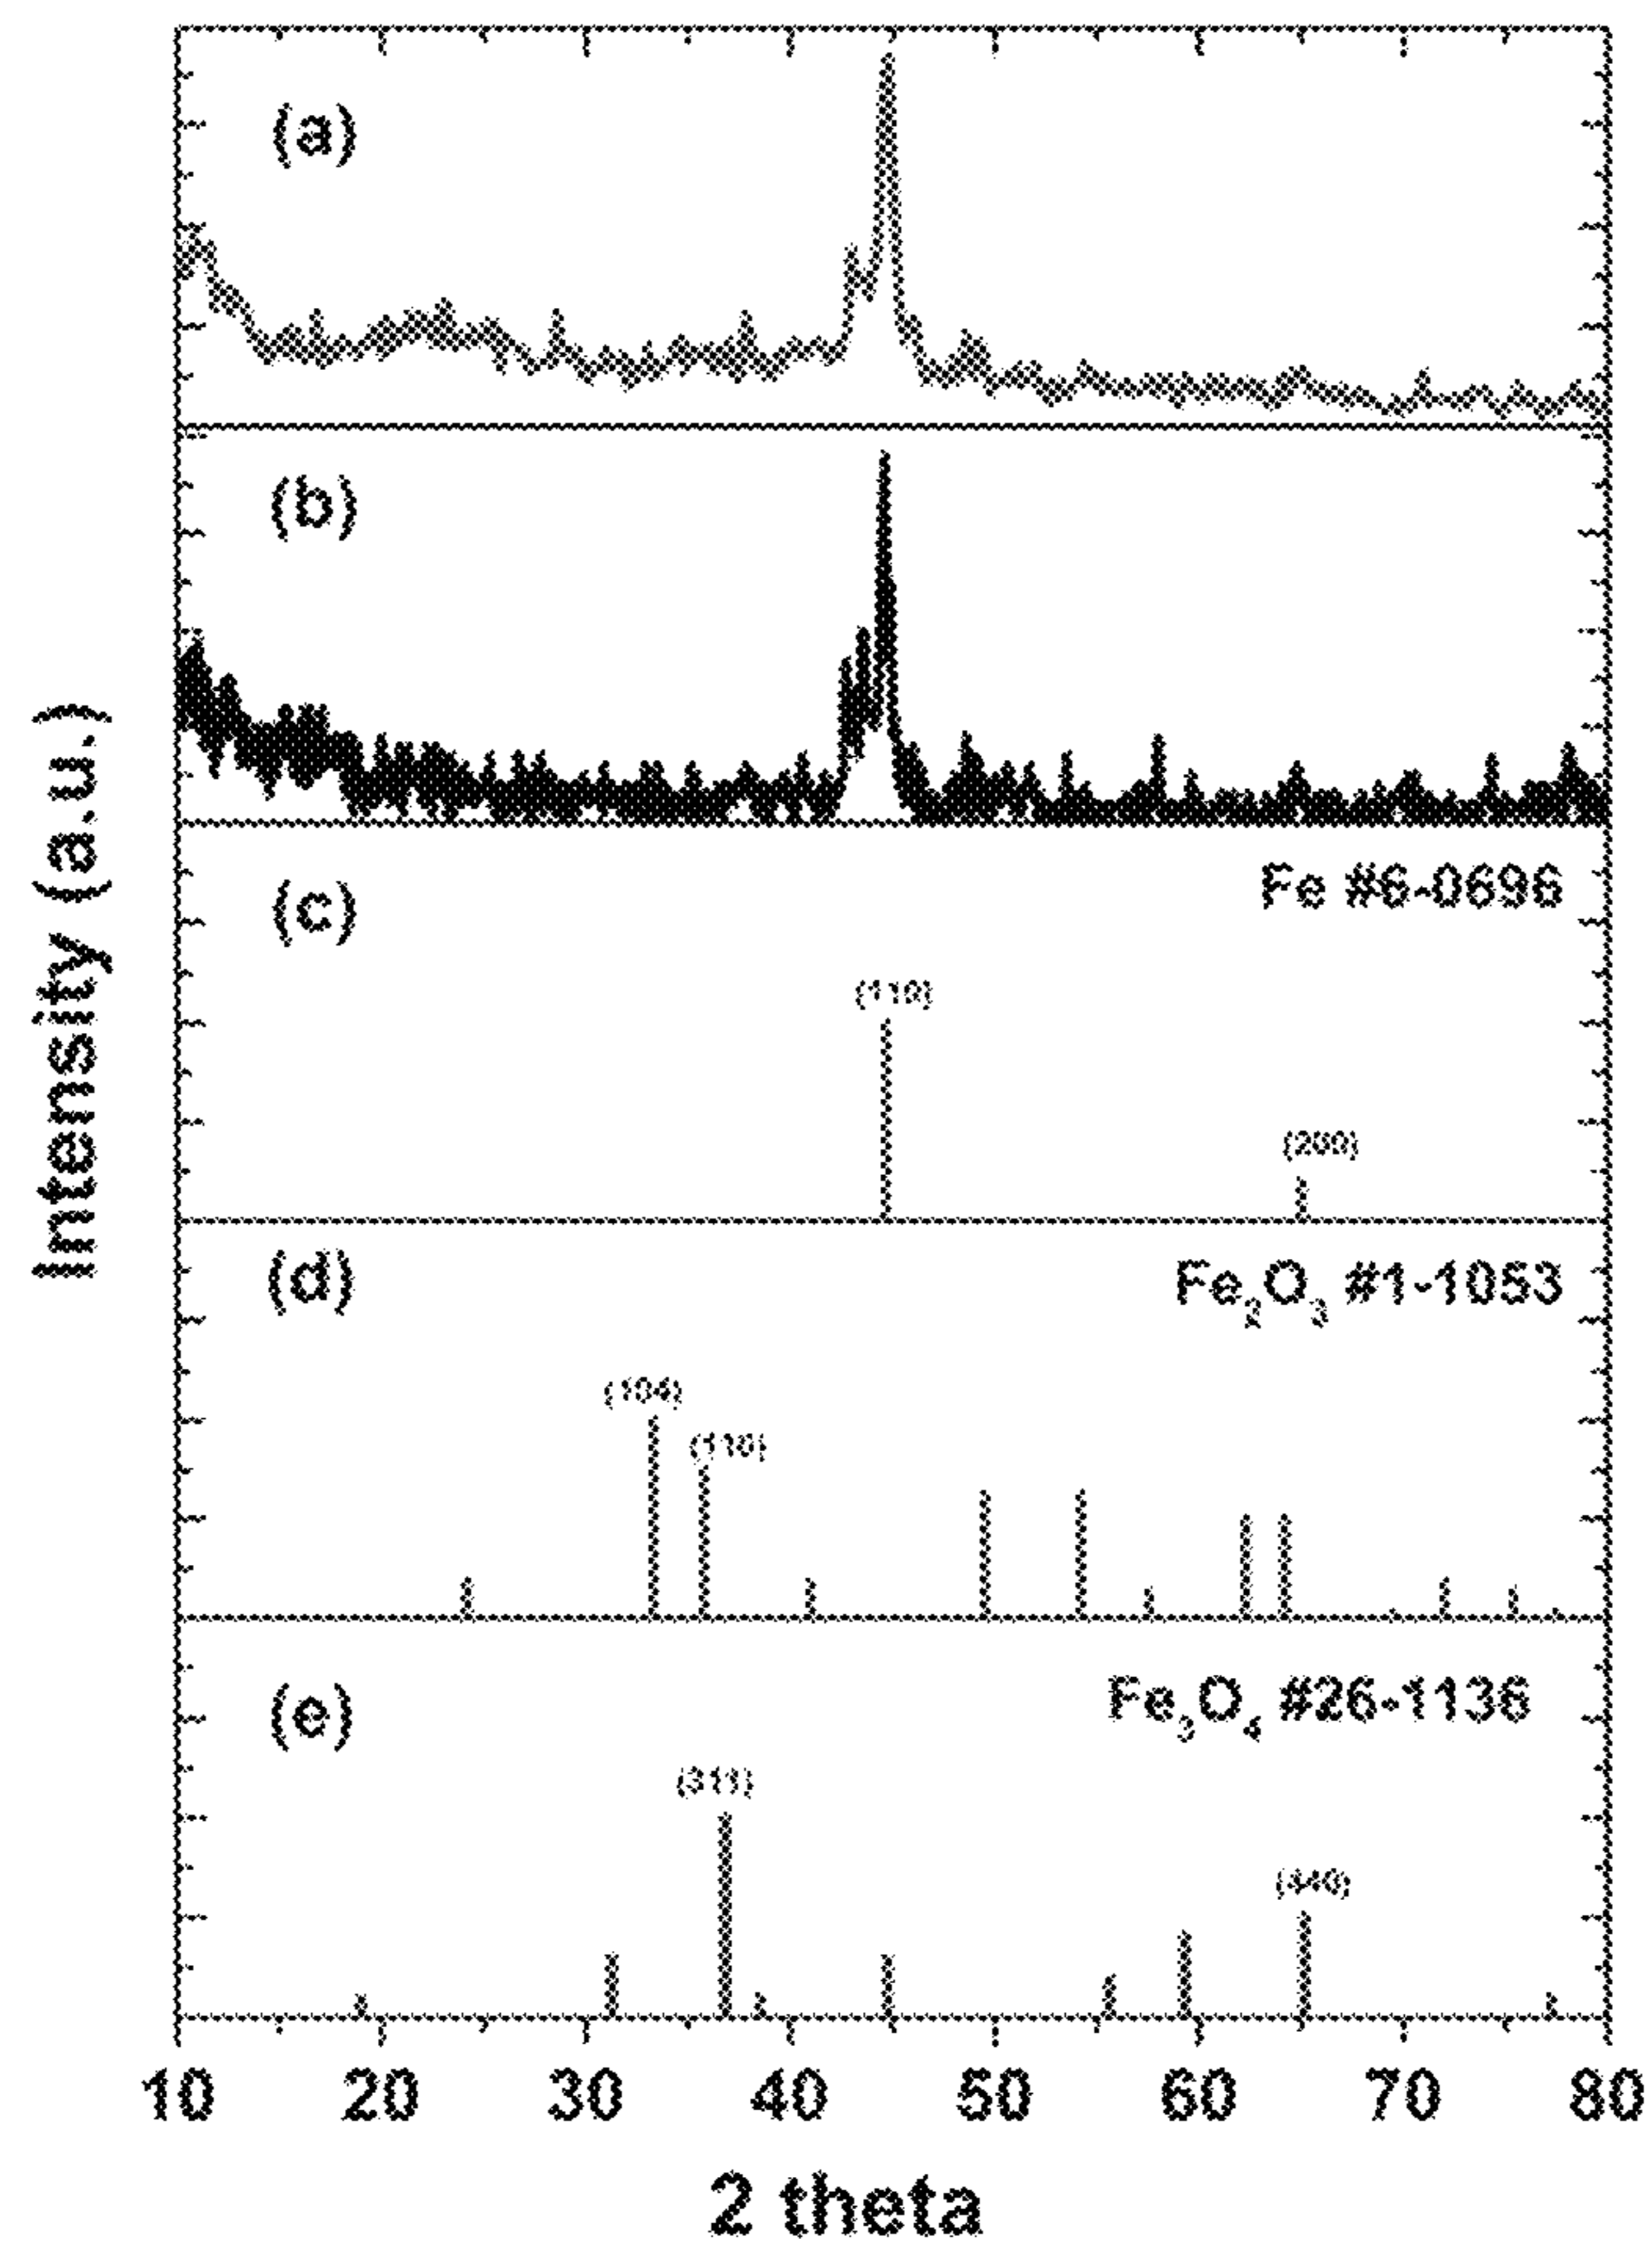 (a)
(b)
Intensity (a.u.)
(c)
Fe #6-0696
(110)
(200)
(d)
Fe₂O₃ #1-1053
(104)
(110)
(e)
Fe₃O₄ #26-1136
(311)
(440)
10 20 30 40 50 60 70 80
2 theta